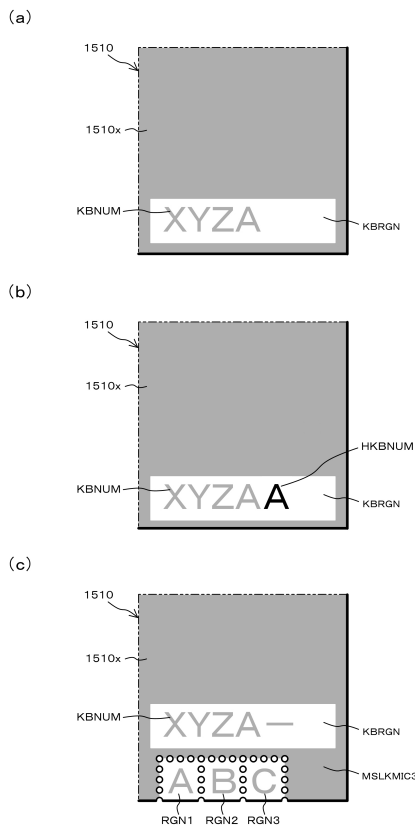 (a)
1510
1510x
KBNUM
XYZA
KBRGN
(b)
1510
1510x
HKBNUM
KBNUM
XYZAA
KBRGN
(c)
1510
1510x
KBNUM
XYZA—
KBRGN
A B C
MSLKMIC3
RGN1 RGN2 RGN3